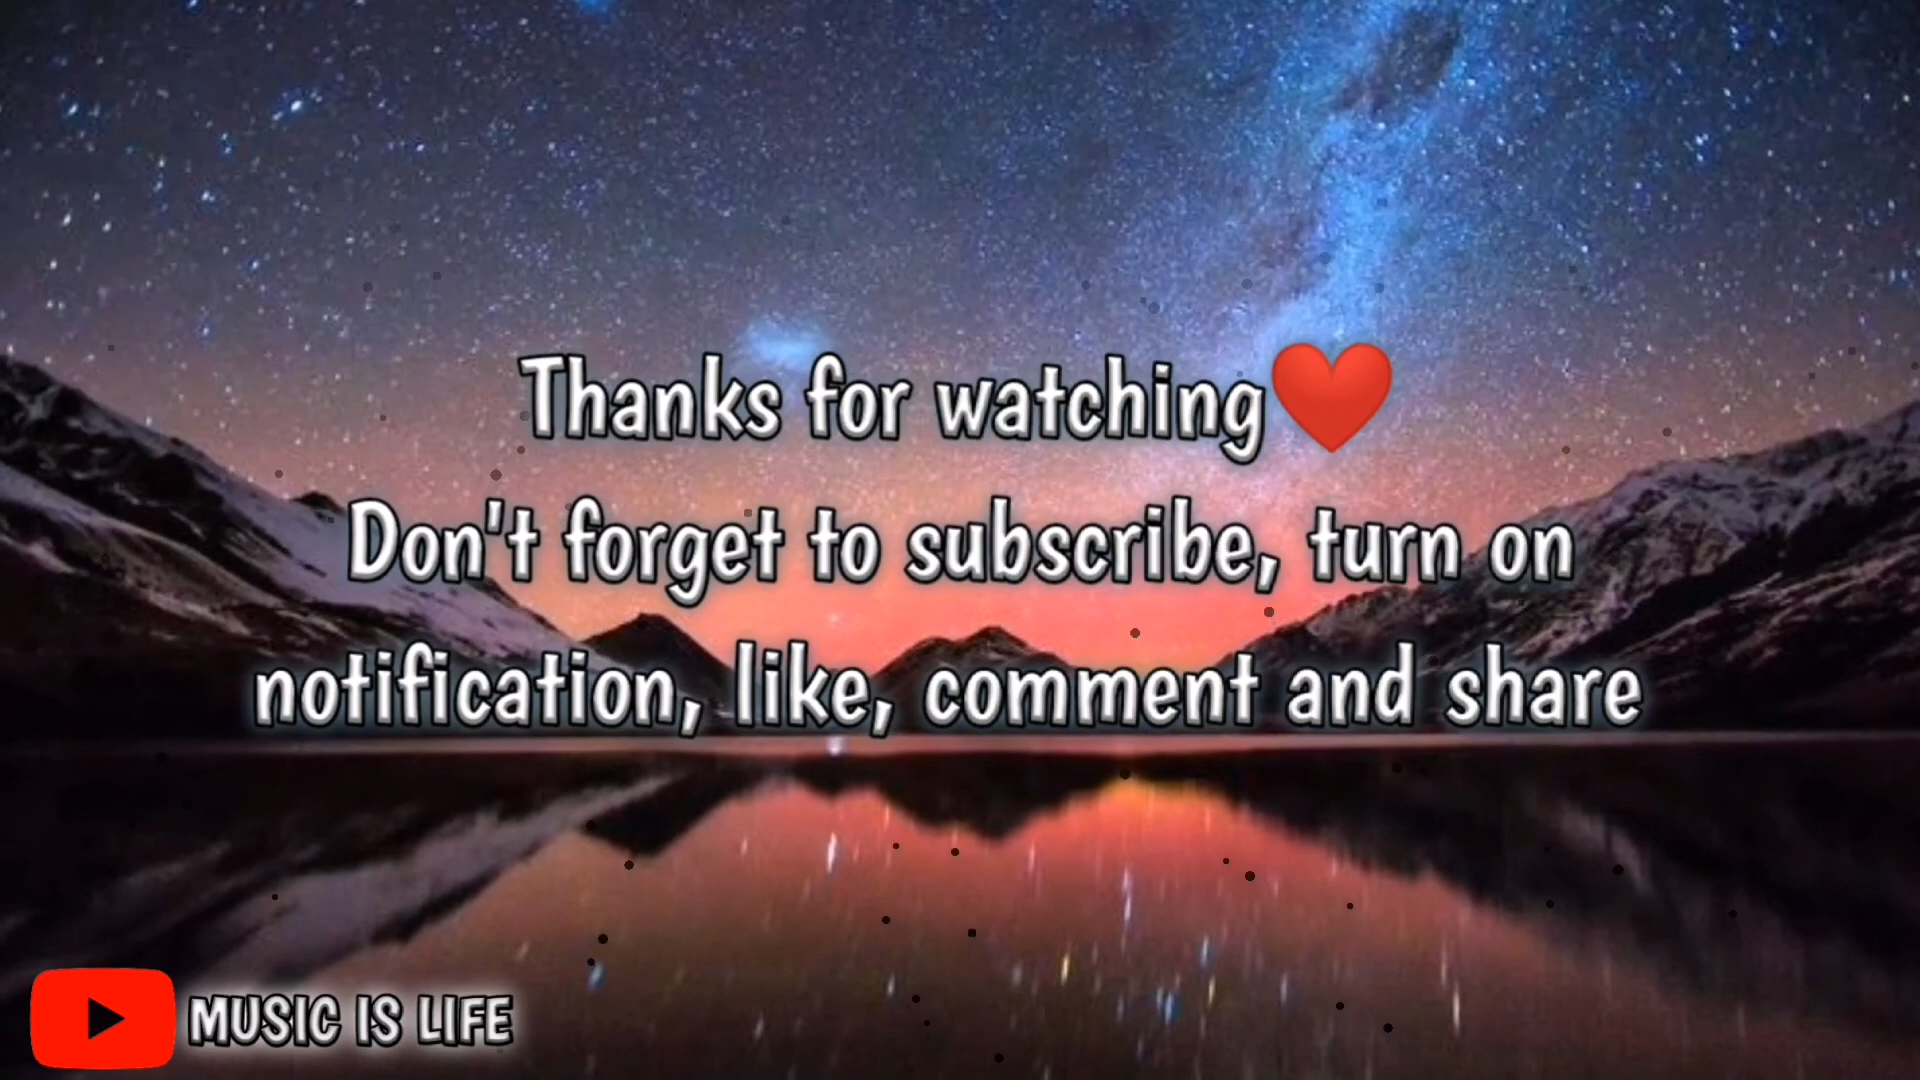 Thanks for watching❤️
Don't forget to subscribe, turn on
notification, like, comment and share
MUSIC IS LIFE